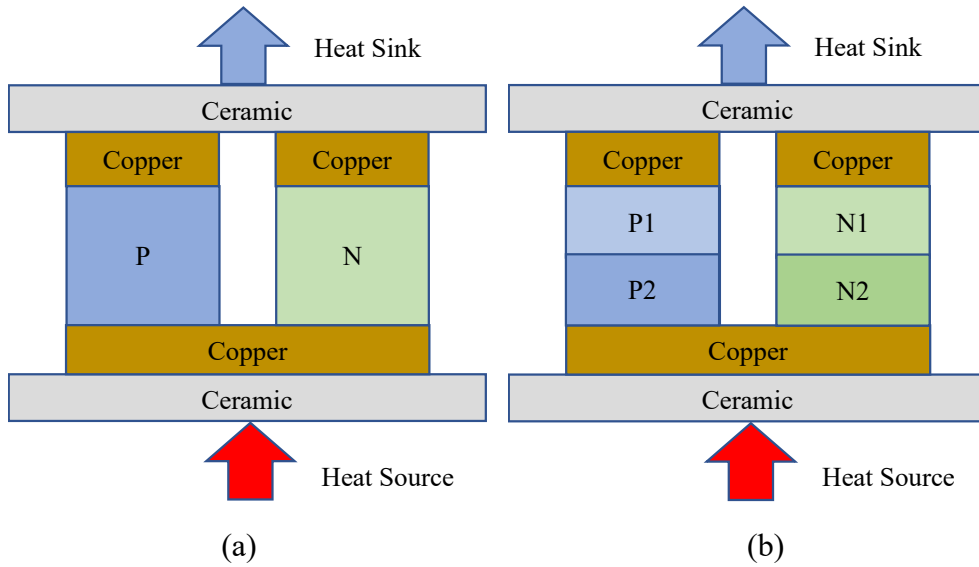 Heat Sink
Ceramic
Copper
Copper
P
N
Copper
Ceramic
Heat Source
(a)
Heat Sink
Ceramic
Copper
Copper
P1
N1
P2
N2
Copper
Ceramic
Heat Source
(b)